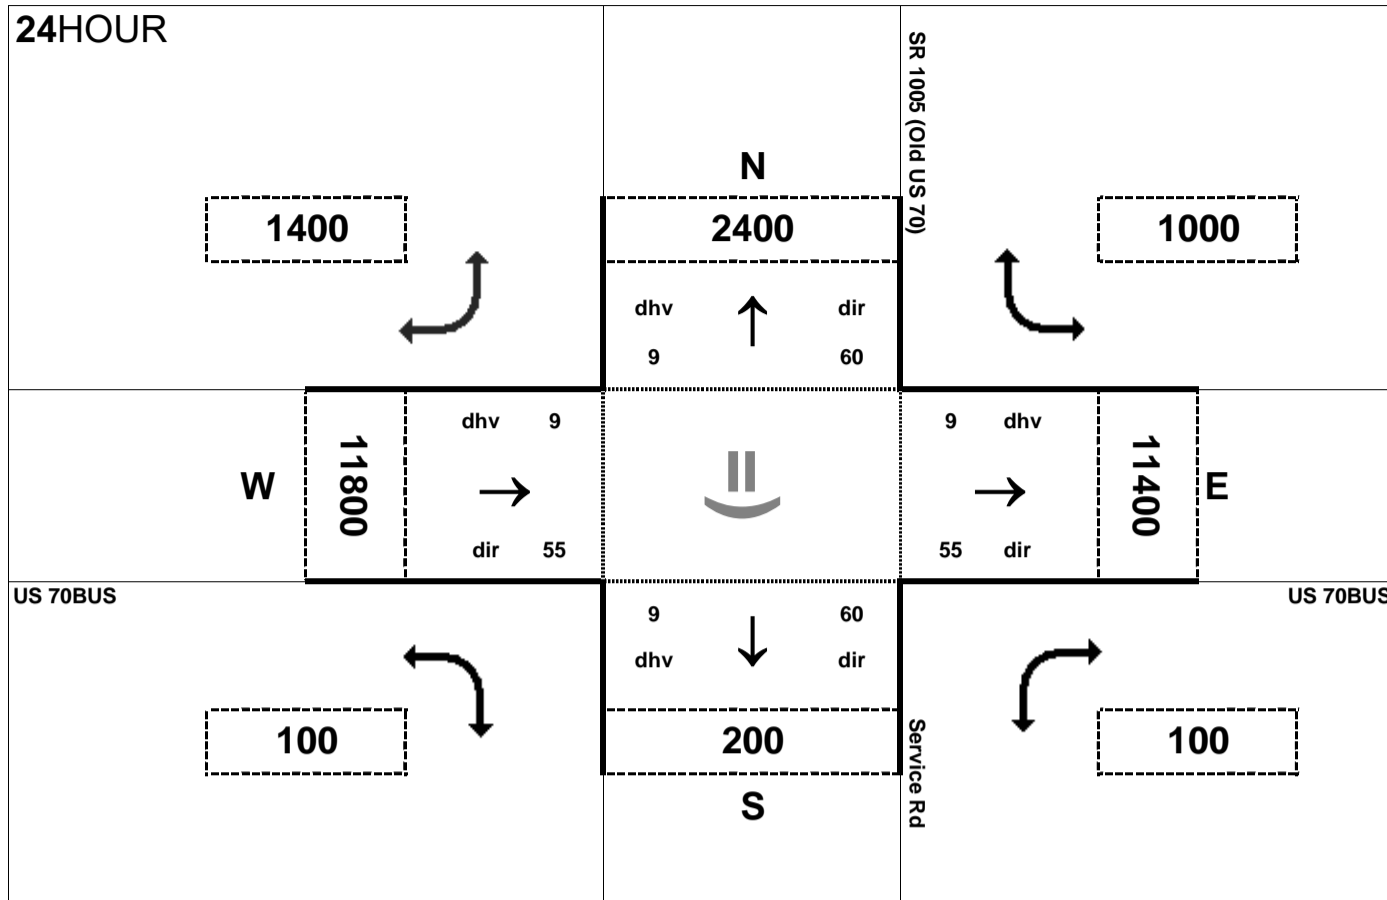 24HOUR
SR 1005 (Old US 70)
N
1400
2400
1000
dhv dir
9 60
dhv 9
9 dhv
W
11800
11400
E
dir 55
55 dir
US 70BUS
US 70BUS
9 60
dhv dir
100
200
100
Service Rd
S